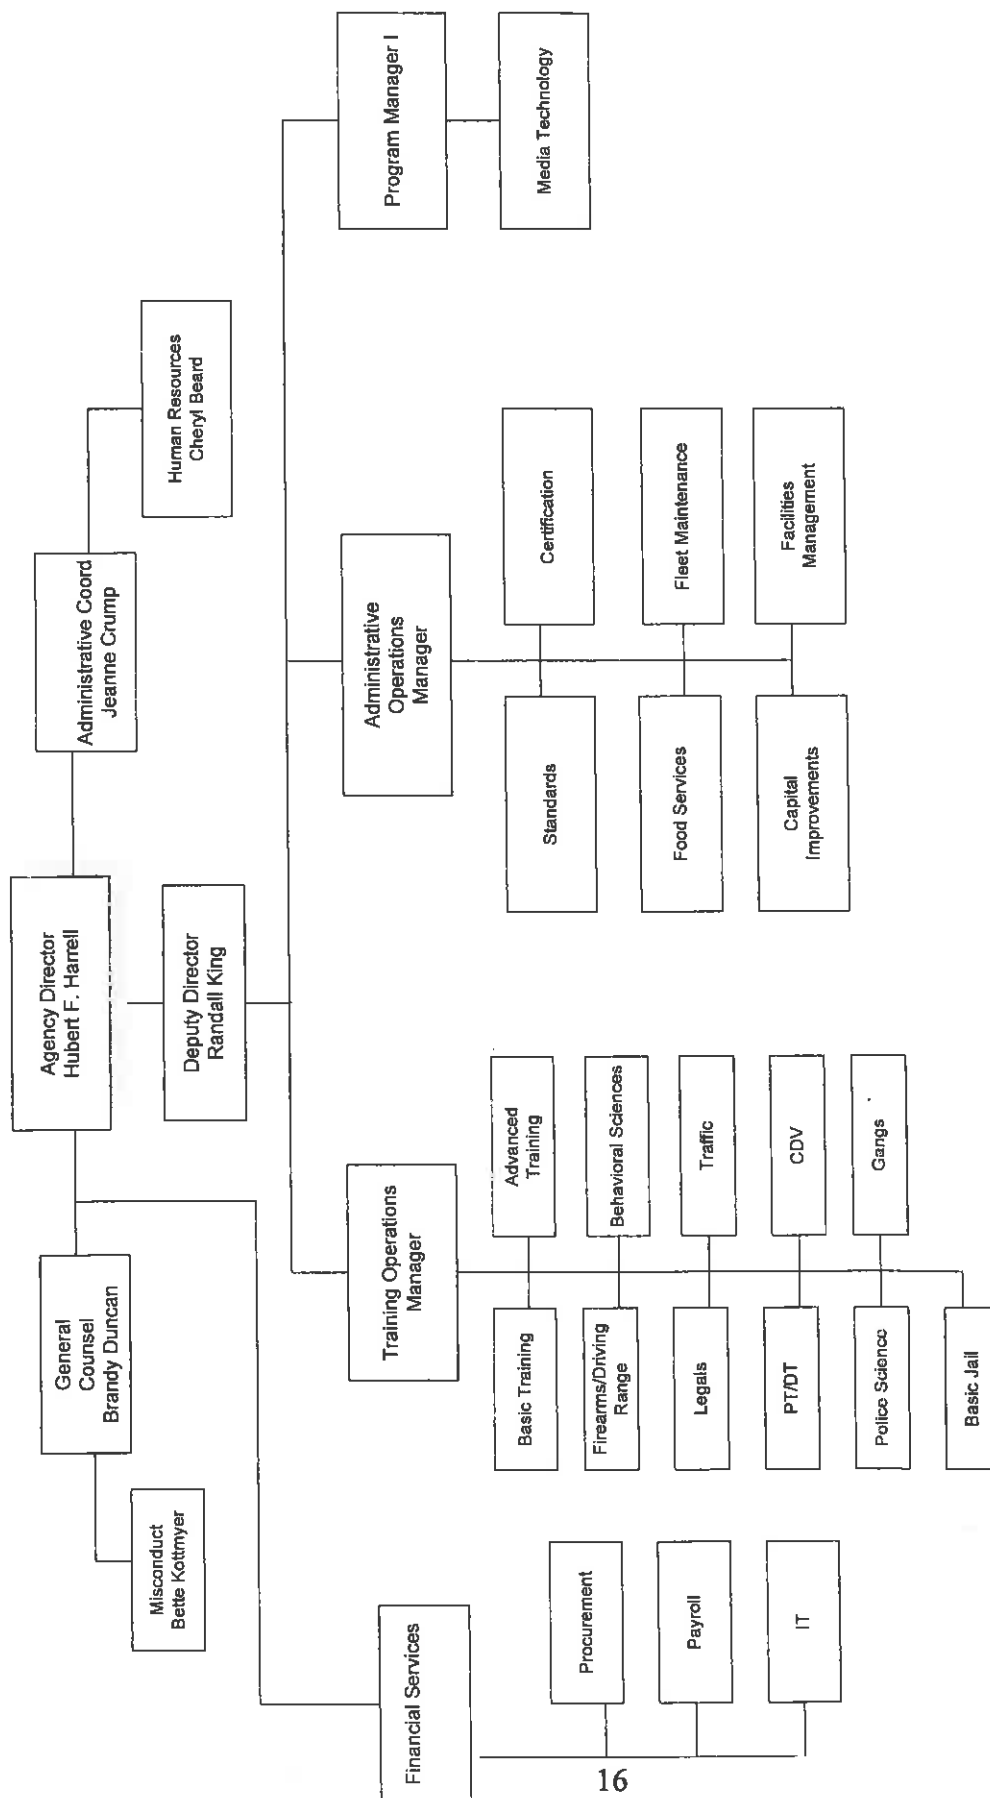 Agency Director
Hubert F. Harrell
Administrative Coord
Jeanne Crump
Human Resources
Cheryl Beard
General
Counsel
Brandy Duncan
Misconduct
Bette Kottmyer
Deputy Director
Randall King
Financial Services
Procurement
Payroll
IT
Training Operations
Manager
Basic Training
Advanced
Training
Firearms/Driving
Range
Behavioral Sciences
Legals
Traffic
PT/DT
CDV
Police Science
Gangs
Basic Jail
Administrative
Operations
Manager
Standards
Certification
Food Services
Fleet Maintenance
Capital
Improvements
Facilities
Management
Program Manager I
Media Technology
16